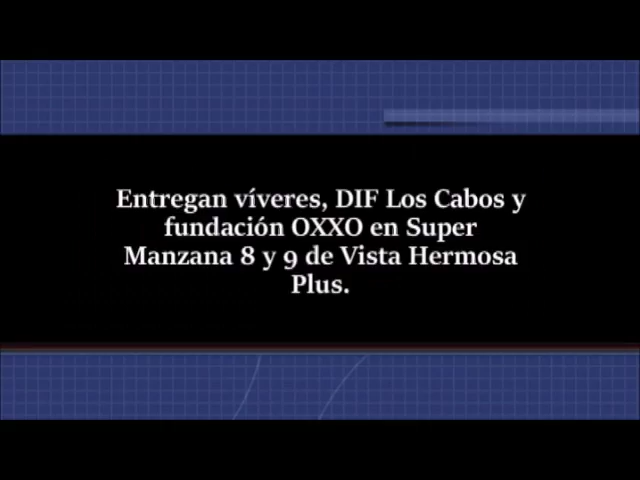 Entregan víveres, DIF Los Cabos y
fundación OXXO en Super
Manzana 8 y 9 de Vista Hermosa
Plus.